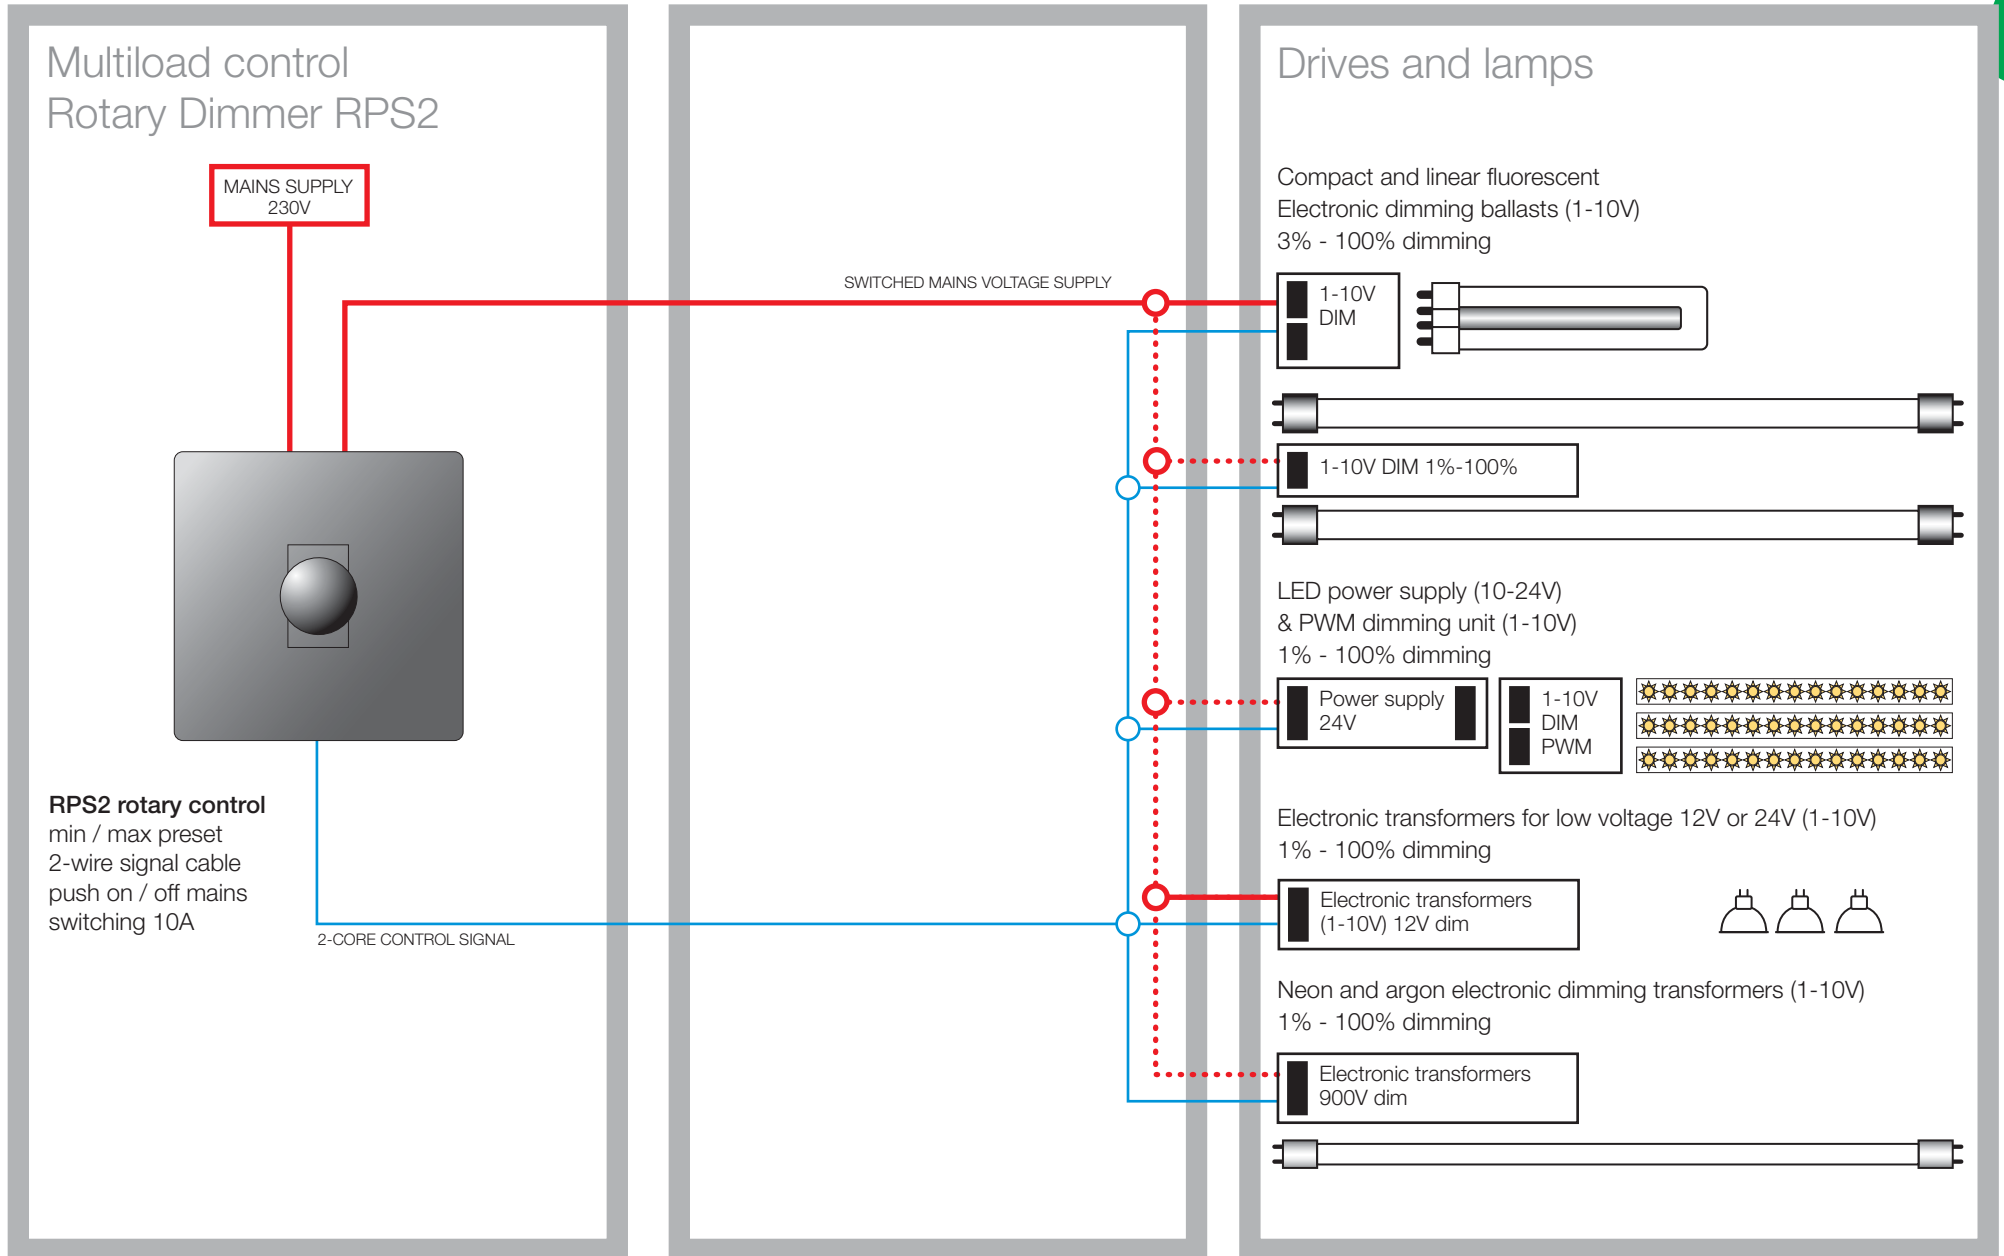 Multiload control
Rotary Dimmer RPS2
MAINS SUPPLY
230V
RPS2 rotary control
min / max preset
2-wire signal cable
push on / off mains
switching 10A
2-CORE CONTROL SIGNAL
SWITCHED MAINS VOLTAGE SUPPLY
Drives and lamps
Compact and linear fluorescent
Electronic dimming ballasts (1-10V)
3% - 100% dimming
1-10V
DIM
1-10V DIM 1%-100%
LED power supply (10-24V)
& PWM dimming unit (1-10V)
1% - 100% dimming
Power supply
24V
1-10V
DIM
PWM
Electronic transformers for low voltage 12V or 24V (1-10V)
1% - 100% dimming
Electronic transformers
(1-10V) 12V dim
Neon and argon electronic dimming transformers (1-10V)
1% - 100% dimming
Electronic transformers
900V dim